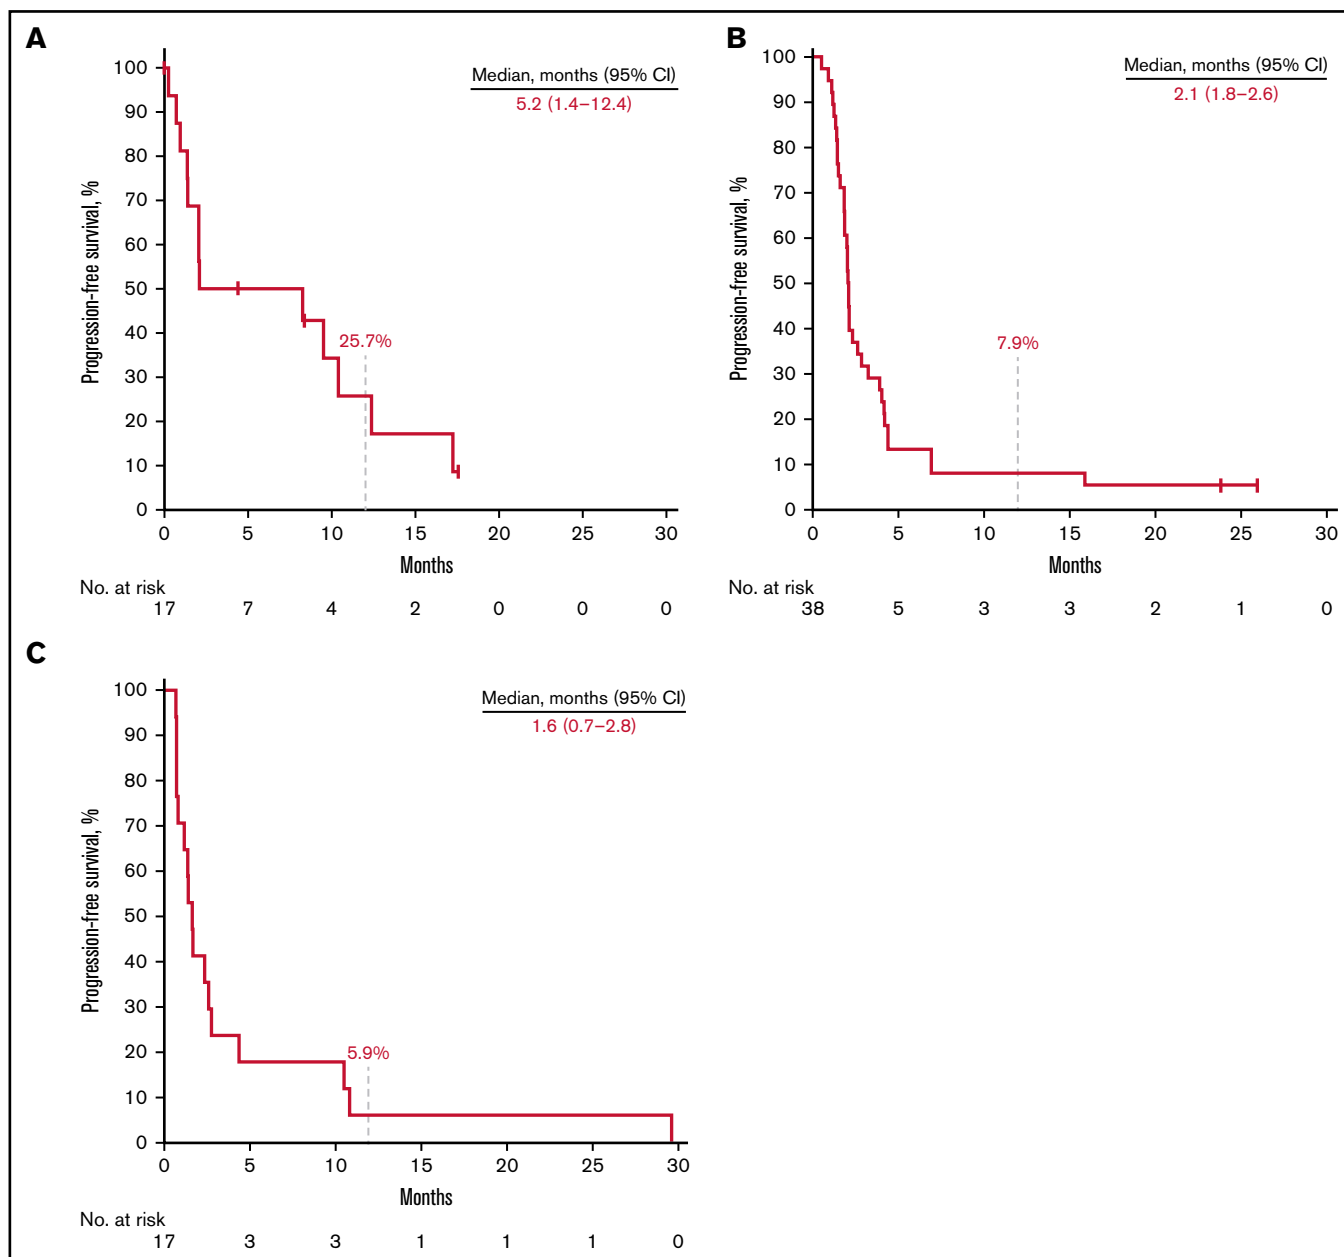 A
Median, months (95% CI)
5.2 (1.4–12.4)
Progression-free survival, %
100
90
80
70
60
50
40
30
20
10
0
25.7%
0 5 10 15 20 25 30
Months
No. at risk
17 7 4 2 0 0 0
B
Median, months (95% CI)
2.1 (1.8–2.6)
Progression-free survival, %
100
90
80
70
60
50
40
30
20
10
0
7.9%
0 5 10 15 20 25 30
Months
No. at risk
38 5 3 3 2 1 0
C
Median, months (95% CI)
1.6 (0.7–2.8)
Progression-free survival, %
100
90
80
70
60
50
40
30
20
10
0
5.9%
0 5 10 15 20 25 30
Months
No. at risk
17 3 3 1 1 1 0